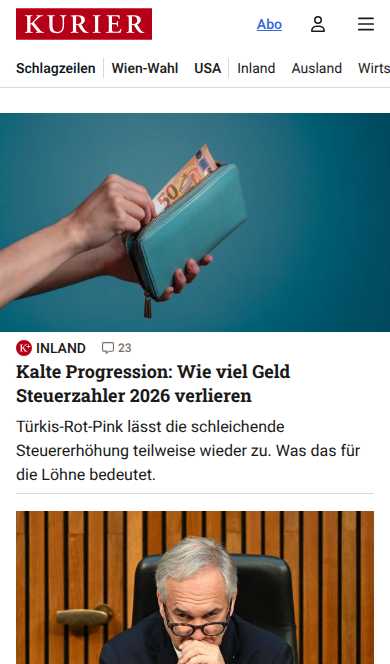 KURIER
Abo
Schlagzeilen Wien-Wahl USA Inland Ausland Wirts
50
K+ INLAND 23
Kalte Progression: Wie viel Geld
Steuerzahler 2026 verlieren
Türkis-Rot-Pink lässt die schleichende
Steuererhöhung teilweise wieder zu. Was das für
die Löhne bedeutet.